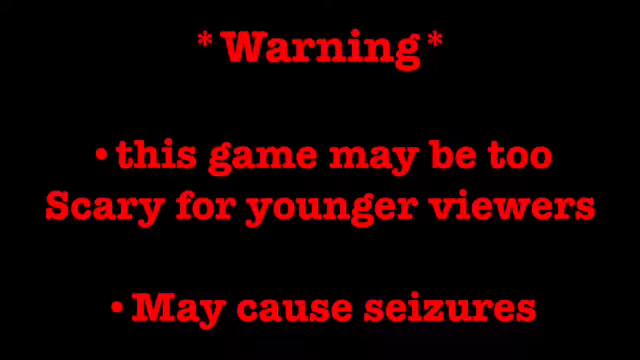 *Warning*
•this game may be too
Scary for younger viewers
•May cause seizures